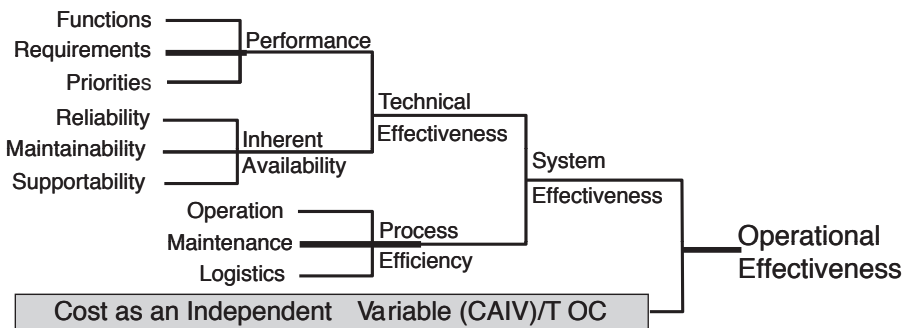 Functions
Requirements
Priorities
Performance
Reliability
Maintainability
Supportability
Inherent
Availability
Technical
Effectiveness
Operation
Maintenance
Logistics
Process
Efficiency
System
Effectiveness
Cost as an Independent Variable (CAIV)/T OC
Operational
Effectiveness